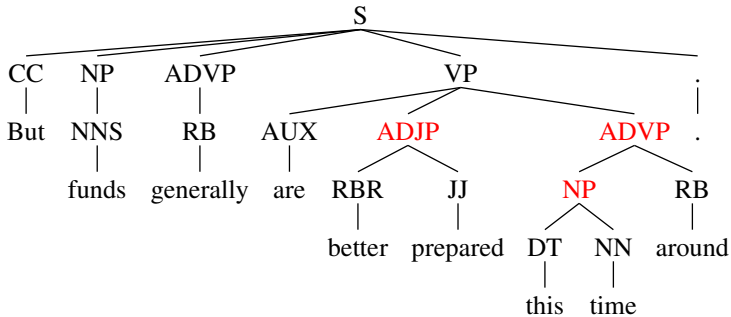 S
CC NP ADVP VP .
But NNS RB AUX ADJP ADVP .
funds generally are RBR JJ NP RB
better prepared DT NN around
this time